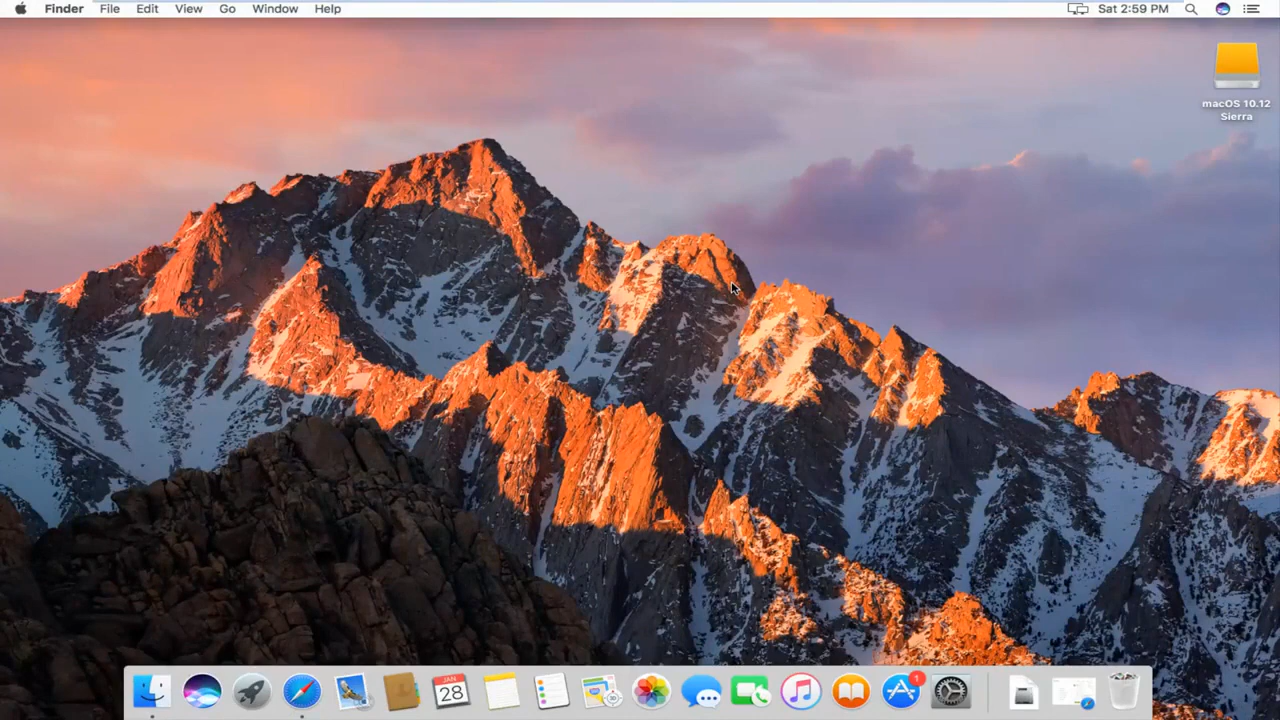 Finder File Edit View Go Window Help Sat 2:59 PM
macOS 10.12
Sierra
JAN
28
1